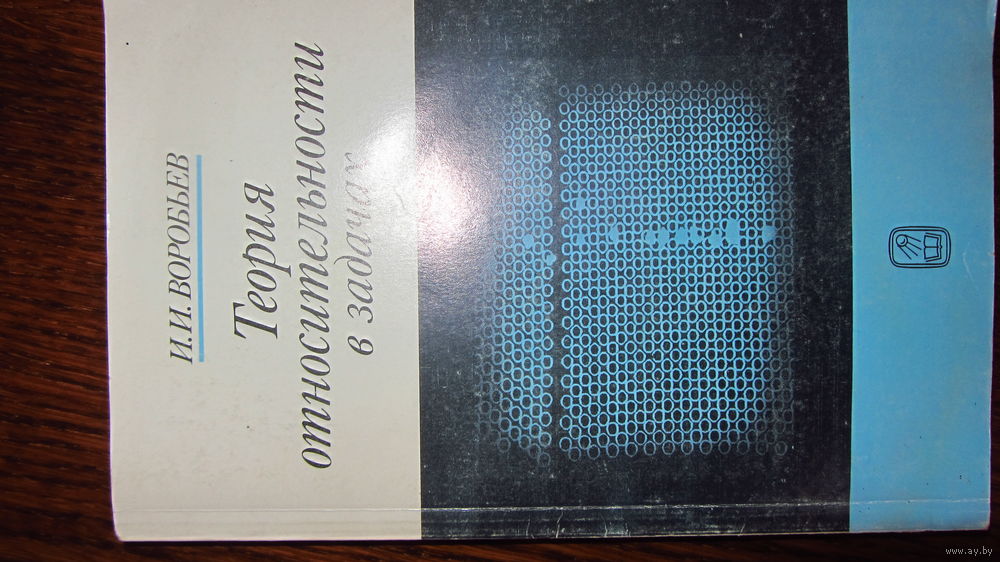 И.И. ВОРОБЬЕВ
Теория
относительности
в задачах
www.ay.by